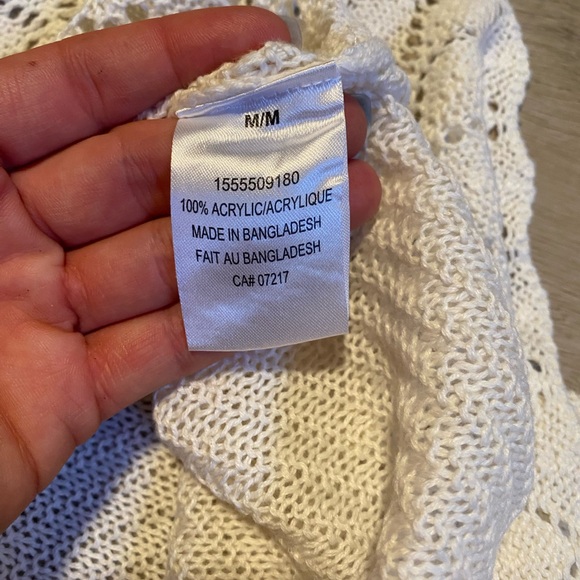 M/M
1555509180
100% ACRYLIC/ACRYLIQUE
MADE IN BANGLADESH
FAIT AU BANGLADESH
CA# 07217